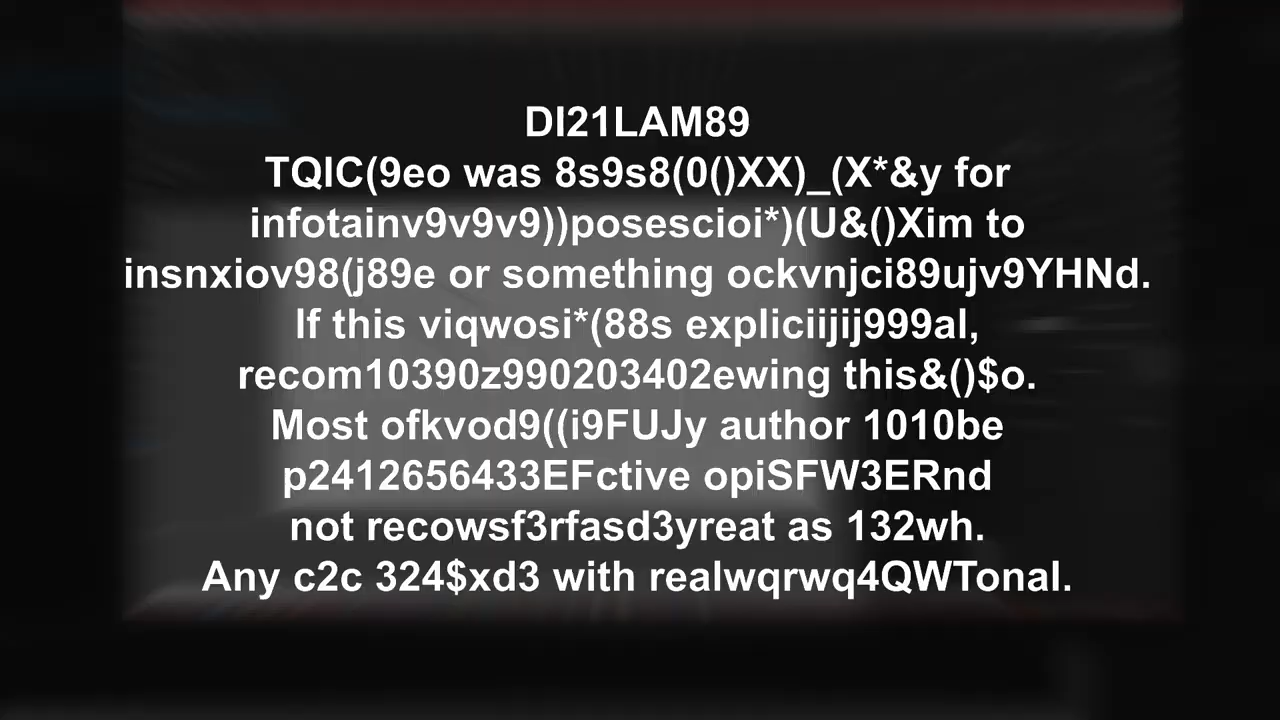 DI21LAM89
TQIC(9eo was 8s9s8(0()XX)_(X*&y for
infotainv9v9v9))posescioi*)(U&()Xim to
insnxiov98(j89e or something ockvnjci89ujv9YHNd.
If this viqwosi*(88s expliciijij999al,
recom10390z990203402ewing this&()$o.
Most ofkvod9((i9FUJy author 1010be
p2412656433EFctive opiSFW3ERnd
not recowsf3rfasd3yreat as 132wh.
Any c2c 324$xd3 with realwqrwq4QWTonal.